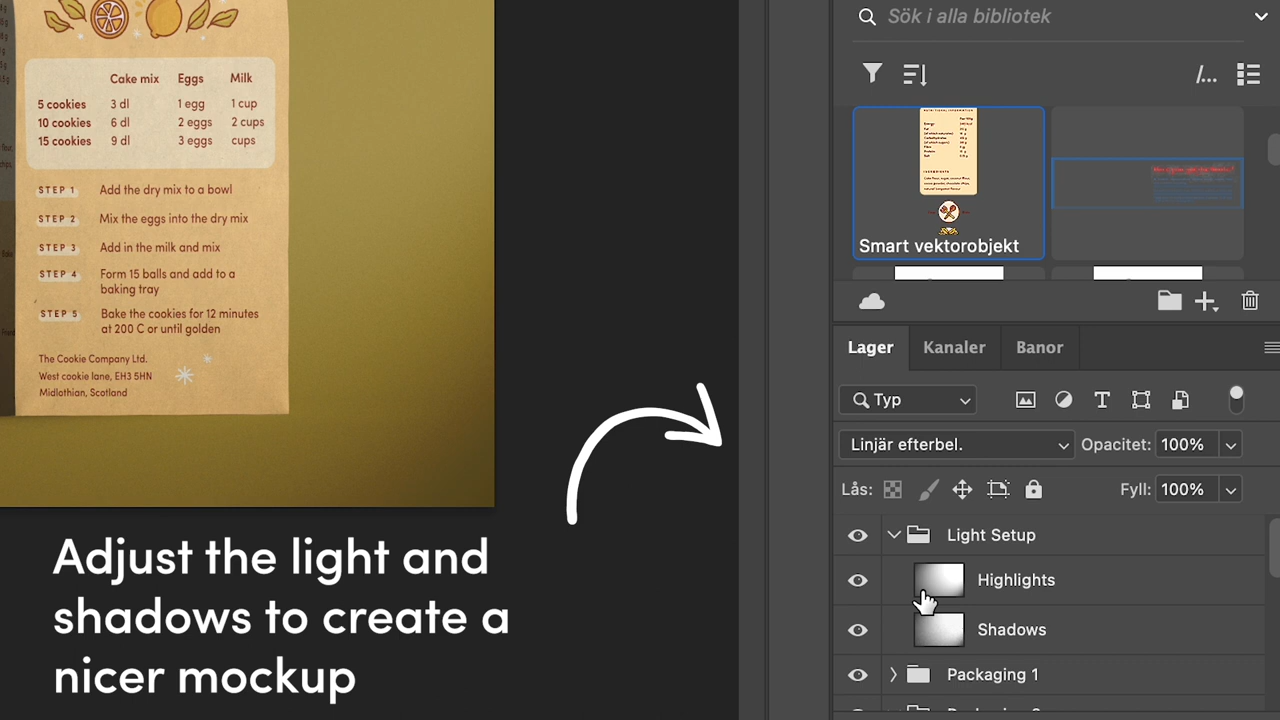 Cake mix Eggs Milk
5 cookies 3 dl 1 egg 1 cup
10 cookies 6 dl 2 eggs 2 cups
15 cookies 9 dl 3 eggs cups
STEP 1 Add the dry mix to a bowl
STEP 2 Mix the eggs into the dry mix
STEP 3 Add in the milk and mix
STEP 4 Form 15 balls and add to a
baking tray
STEP 5 Bake the cookies for 12 minutes
at 200 C or until golden
The Cookie Company Ltd.
West cookie lane, EH3 5HN
Midlothian, Scotland
Adjust the light and
shadows to create a
nicer mockup
Sök i alla bibliotek
/...
NUTRITIONAL INFORMATION
INGREDIENTS
Smart vektorobjekt
Lager Kanaler Banor
Typ
Linjär efterbel. Opacitet: 100%
Lås: Fyll: 100%
Light Setup
Highlights
Shadows
Packaging 1